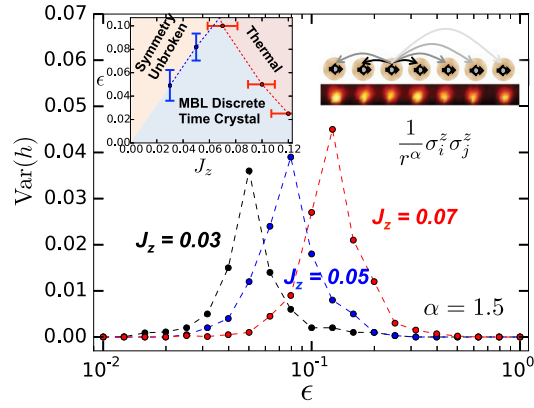 Var(h)
0.07
0.06
0.05
0.04
0.03
0.02
0.01
0.00
10⁻²
10⁻¹
10⁰
ϵ
ϵ
0.10
0.08
0.06
0.04
0.02
0.00
0.00 0.02 0.04 0.06 0.08 0.10 0.12
J_z
Symmetry
Unbroken
Thermal
MBL Discrete
Time Crystal
1/r^α σ_i^z σ_j^z
J_z = 0.03
J_z = 0.05
J_z = 0.07
α = 1.5